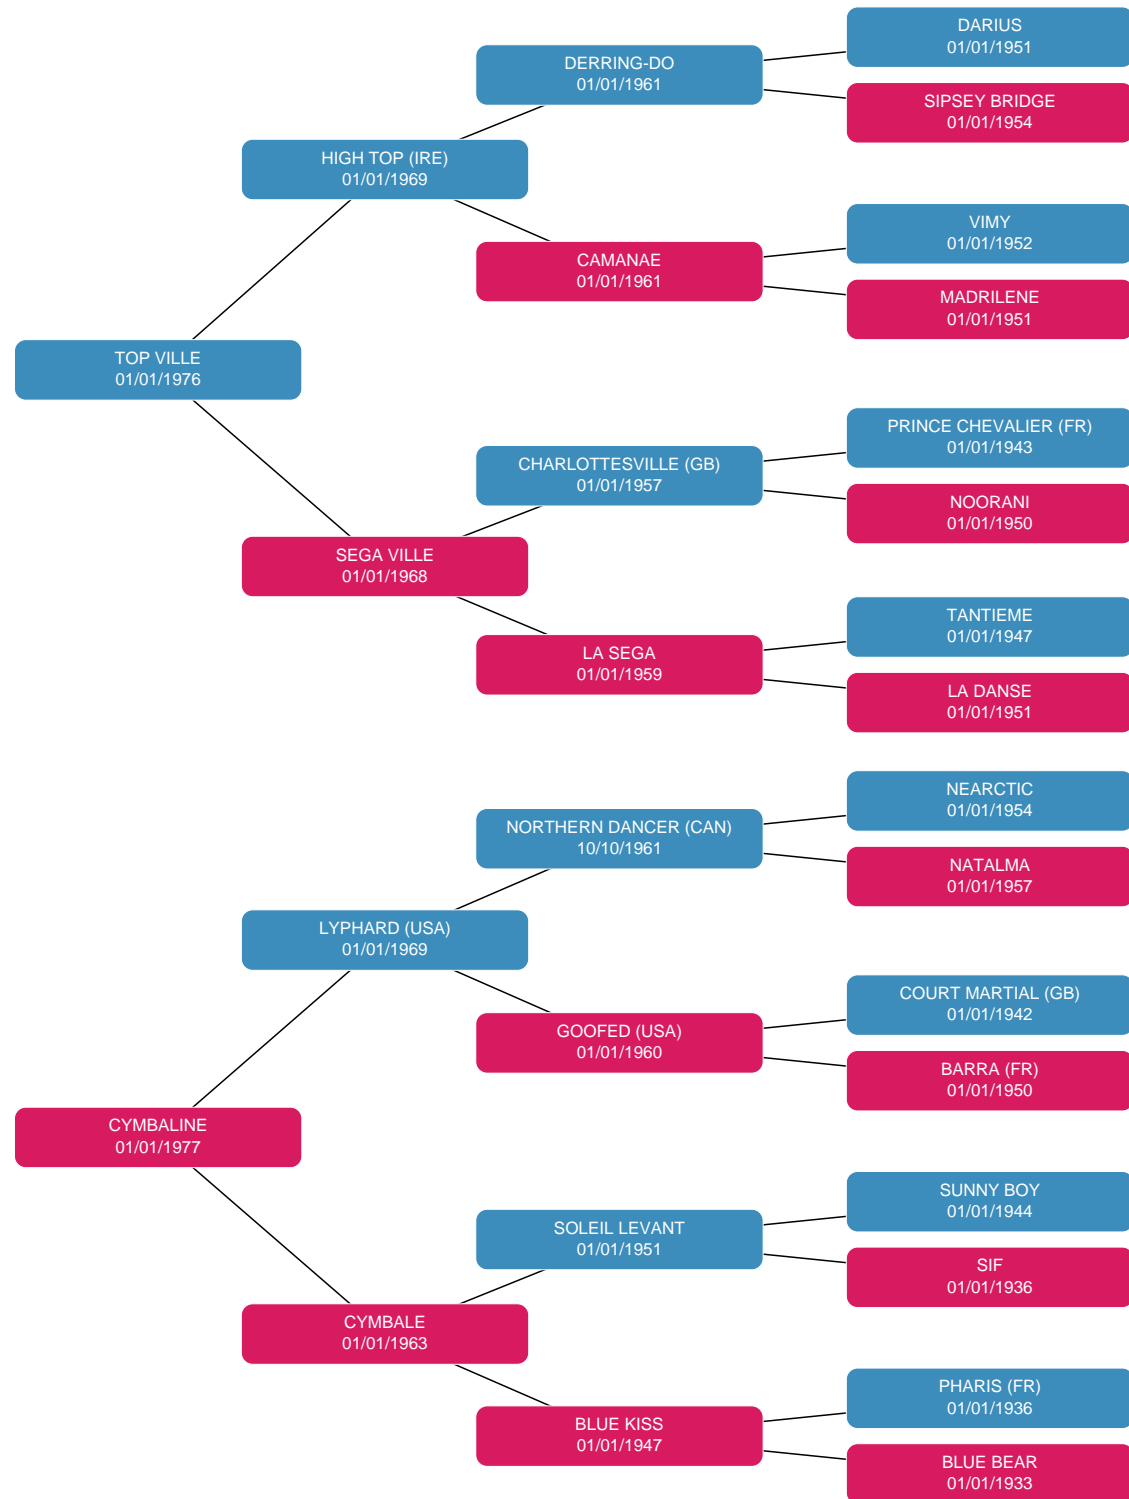 DARIUS
01/01/1951
DERRING-DO
01/01/1961
SIPSEY BRIDGE
01/01/1954
HIGH TOP (IRE)
01/01/1969
VIMY
01/01/1952
CAMANAE
01/01/1961
MADRILENE
01/01/1951
TOP VILLE
01/01/1976
PRINCE CHEVALIER (FR)
01/01/1943
CHARLOTTESVILLE (GB)
01/01/1957
NOORANI
01/01/1950
SEGA VILLE
01/01/1968
TANTIEME
01/01/1947
LA SEGA
01/01/1959
LA DANSE
01/01/1951
NEARCTIC
01/01/1954
NORTHERN DANCER (CAN)
10/10/1961
NATALMA
01/01/1957
LYPHARD (USA)
01/01/1969
COURT MARTIAL (GB)
01/01/1942
GOOFED (USA)
01/01/1960
BARRA (FR)
01/01/1950
CYMBALINE
01/01/1977
SUNNY BOY
01/01/1944
SOLEIL LEVANT
01/01/1951
SIF
01/01/1936
CYMBALE
01/01/1963
PHARIS (FR)
01/01/1936
BLUE KISS
01/01/1947
BLUE BEAR
01/01/1933